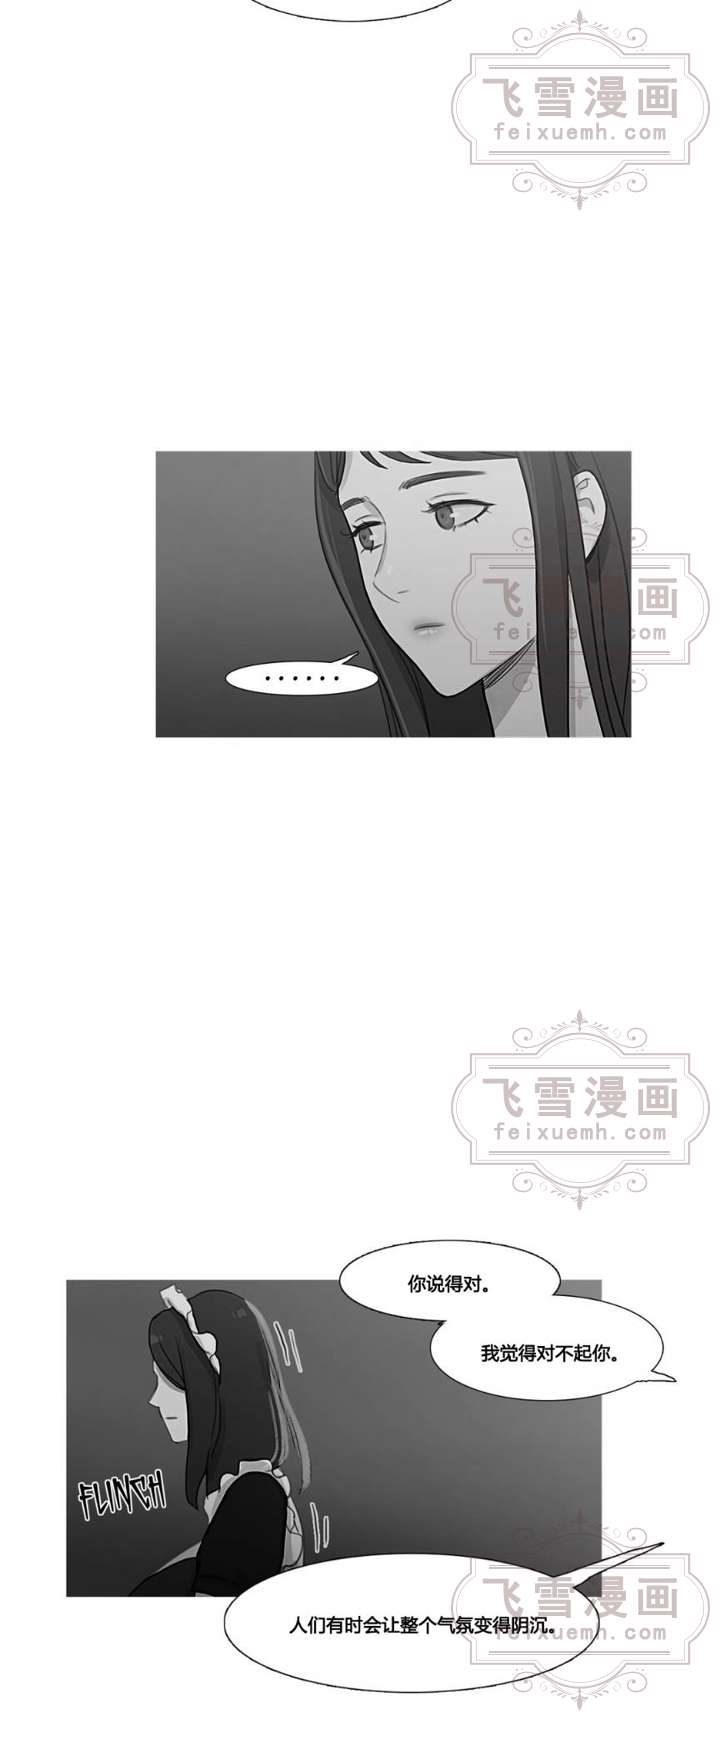 飞雪漫画
feixuemh.com
飞雪漫画
feixuemh.com
......
飞雪漫画
feixuemh.com
你说得对。
我觉得对不起你。
FLINCH
人们有时会让整个气氛变得阴沉。
飞雪漫画
feixuemh.com